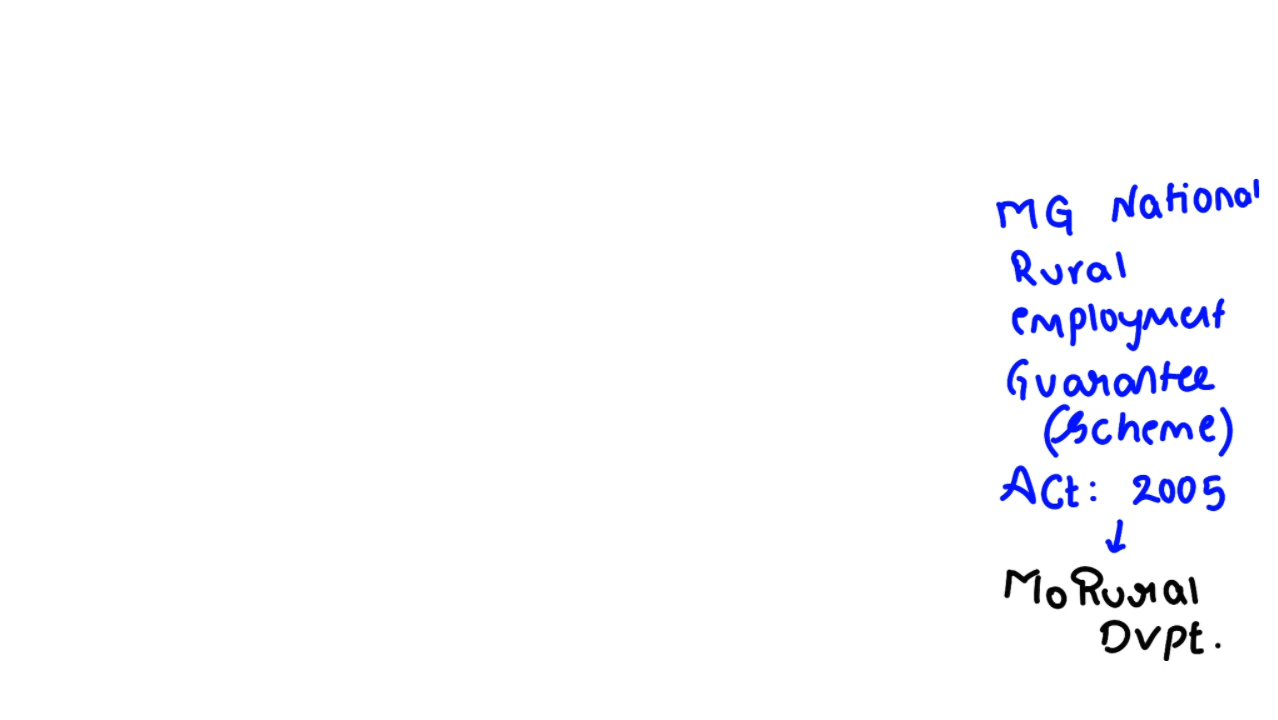 MG National
Rural
employment
Guarantee
(Scheme)
Act: 2005
↓
MoRural
Dvpt.